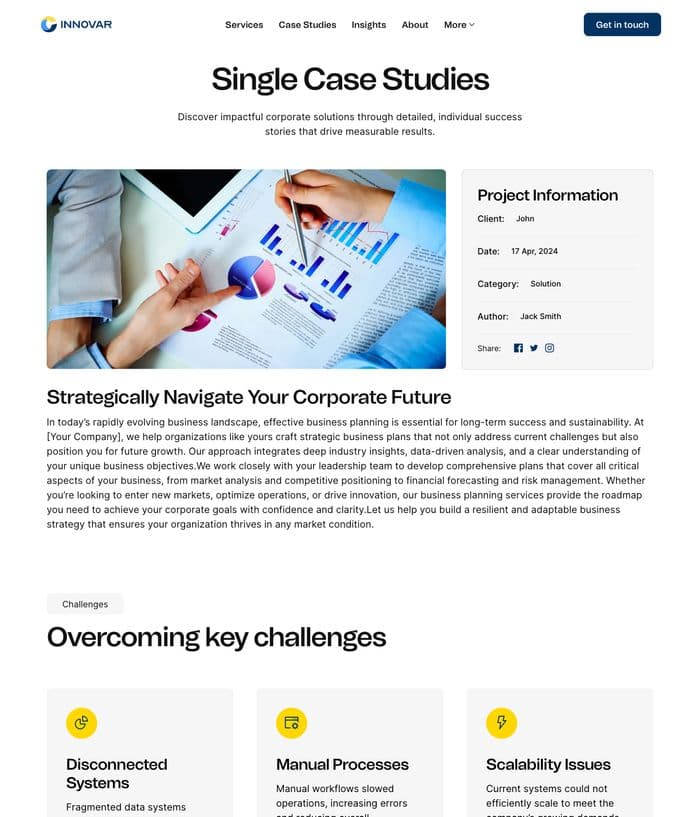 INNOVAR
Services
Case Studies
Insights
About
More
Get in touch
Single Case Studies
Discover impactful corporate solutions through detailed, individual success
stories that drive measurable results.
Project Information
Client: John
Date: 17 Apr, 2024
Category: Solution
Author: Jack Smith
Share:
Strategically Navigate Your Corporate Future
In today's rapidly evolving business landscape, effective business planning is essential for long-term success and sustainability. At
[Your Company], we help organizations like yours craft strategic business plans that not only address current challenges but also
position you for future growth. Our approach integrates deep industry insights, data-driven analysis, and a clear understanding of
your unique business objectives.We work closely with your leadership team to develop comprehensive plans that cover all critical
aspects of your business, from market analysis and competitive positioning to financial forecasting and risk management. Whether
you're looking to enter new markets, optimize operations, or drive innovation, our business planning services provide the roadmap
you need to achieve your corporate goals with confidence and clarity.Let us help you build a resilient and adaptable business
strategy that ensures your organization thrives in any market condition.
Challenges
Overcoming key challenges
Disconnected
Systems
Fragmented data systems
Manual Processes
Manual workflows slowed
operations, increasing errors
and reducing overall
Scalability Issues
Current systems could not
efficiently scale to meet the
company's growing demands